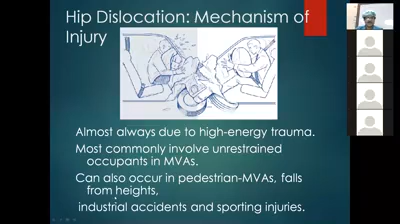 Hip Dislocation: Mechanism of
Injury
Almost always due to high-energy trauma.
Most commonly involve unrestrained
occupants in MVAs.
Can also occur in pedestrian-MVAs, falls
from heights,
industrial accidents and sporting injuries.